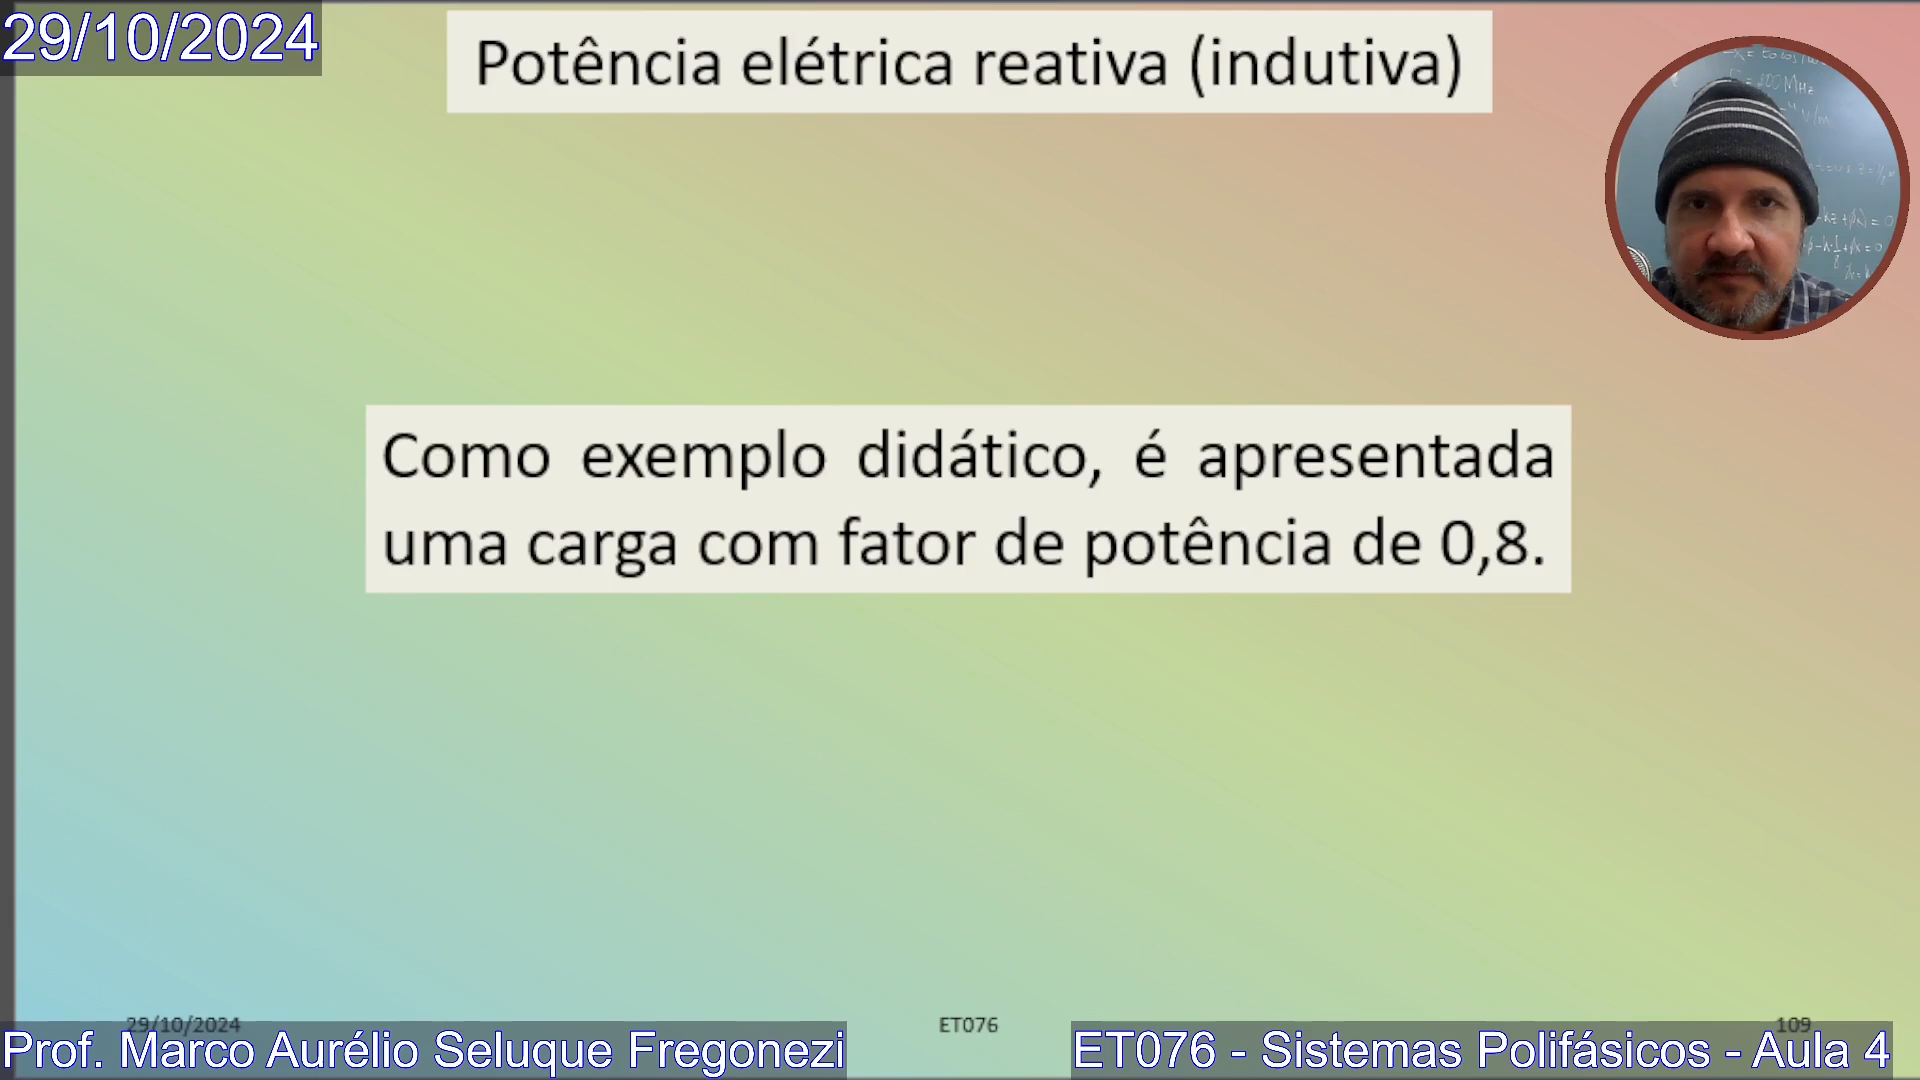 29/10/2024
Potência elétrica reativa (indutiva)
Como exemplo didático, é apresentada
uma carga com fator de potência de 0,8.
29/10/2024
ET076
109
Prof. Marco Aurélio Seluque Fregonezi
ET076 - Sistemas Polifásicos - Aula 4